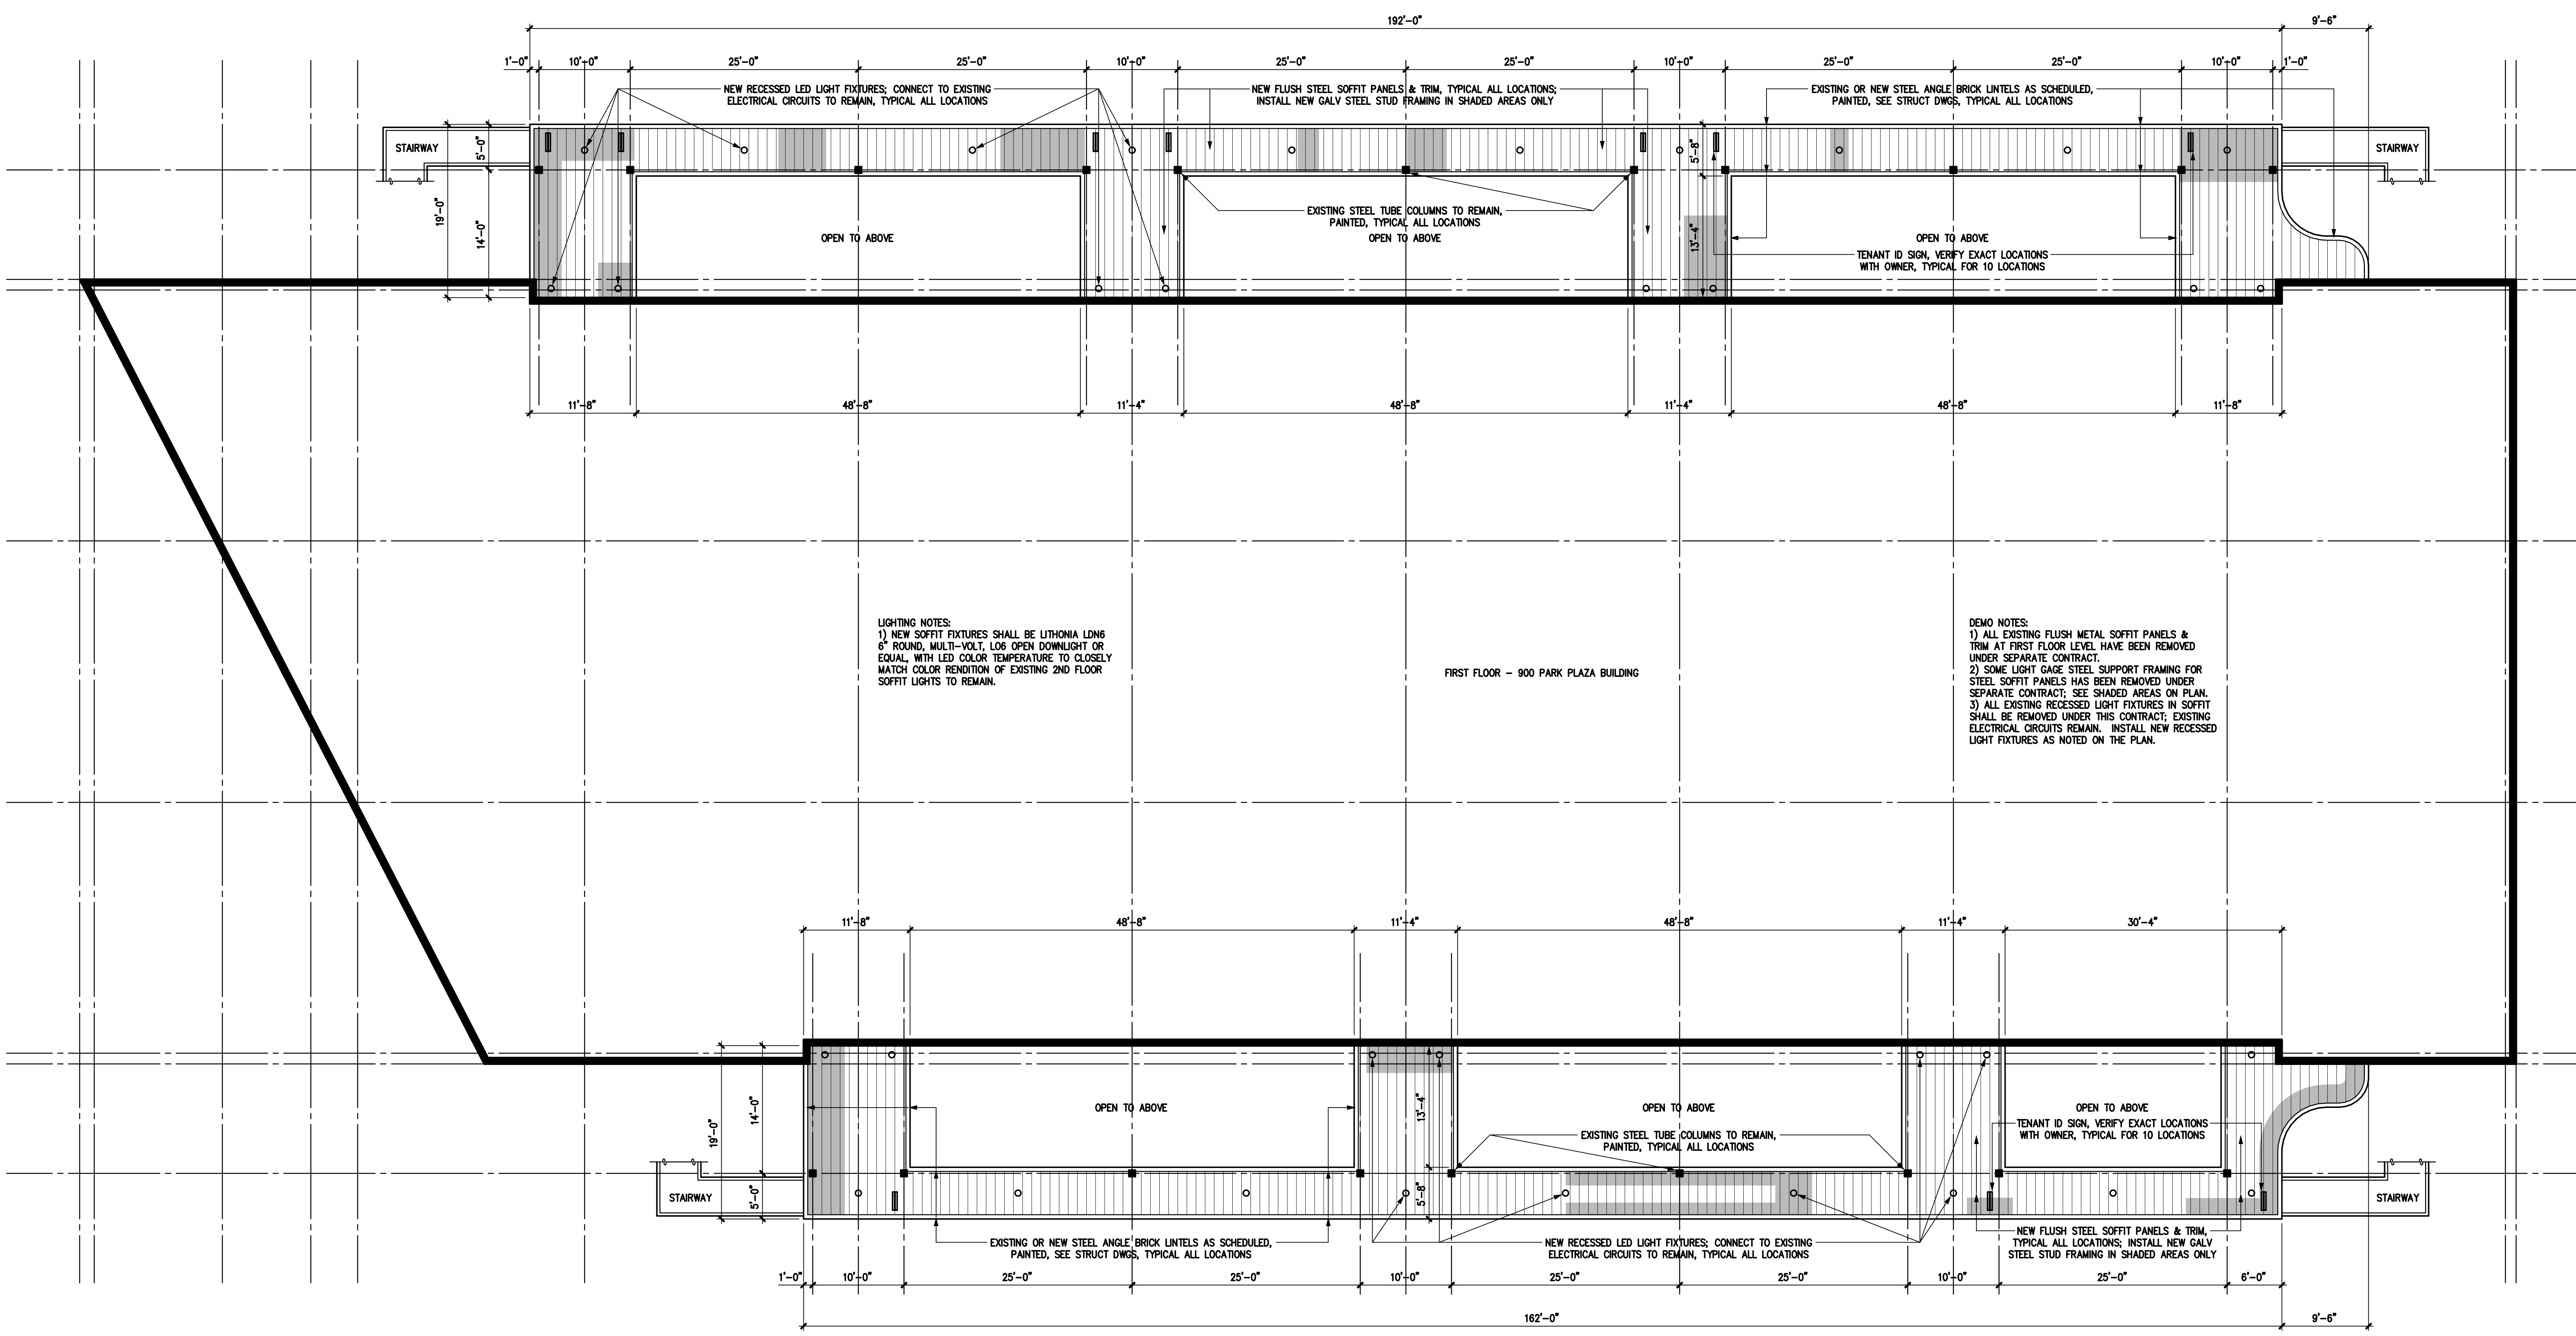 192'-0"
9'-6"
1'-0"
10'-0"
25'-0"
25'-0"
10'-0"
25'-0"
25'-0"
10'-0"
25'-0"
25'-0"
10'-0"
1'-0"
NEW RECESSED LED LIGHT FIXTURES; CONNECT TO EXISTING
ELECTRICAL CIRCUITS TO REMAIN, TYPICAL ALL LOCATIONS
NEW FLUSH STEEL SOFFIT PANELS & TRIM, TYPICAL ALL LOCATIONS;
INSTALL NEW GALV STEEL STUD FRAMING IN SHADED AREAS ONLY
EXISTING OR NEW STEEL ANGLE BRICK LINTELS AS SCHEDULED,
PAINTED, SEE STRUCT DWGS, TYPICAL ALL LOCATIONS
STAIRWAY
5'-0"
5'-8"
STAIRWAY
19'-0"
14'-0"
13'-4"
EXISTING STEEL TUBE COLUMNS TO REMAIN,
PAINTED, TYPICAL ALL LOCATIONS
OPEN TO ABOVE
OPEN TO ABOVE
OPEN TO ABOVE
TENANT ID SIGN, VERIFY EXACT LOCATIONS
WITH OWNER, TYPICAL FOR 10 LOCATIONS
11'-8"
48'-8"
11'-4"
48'-8"
11'-4"
48'-8"
11'-8"
LIGHTING NOTES:
1) NEW SOFFIT FIXTURES SHALL BE LITHONIA LDN6
6" ROUND, MULTI-VOLT, LO6 OPEN DOWNLIGHT OR
EQUAL, WITH LED COLOR TEMPERATURE TO CLOSELY
MATCH COLOR RENDITION OF EXISTING 2ND FLOOR
SOFFIT LIGHTS TO REMAIN.
FIRST FLOOR - 900 PARK PLAZA BUILDING
DEMO NOTES:
1) ALL EXISTING FLUSH METAL SOFFIT PANELS &
TRIM AT FIRST FLOOR LEVEL HAVE BEEN REMOVED
UNDER SEPARATE CONTRACT.
2) SOME LIGHT GAGE STEEL SUPPORT FRAMING FOR
STEEL SOFFIT PANELS HAS BEEN REMOVED UNDER
SEPARATE CONTRACT; SEE SHADED AREAS ON PLAN.
3) ALL EXISTING RECESSED LIGHT FIXTURES IN SOFFIT
SHALL BE REMOVED UNDER THIS CONTRACT; EXISTING
ELECTRICAL CIRCUITS REMAIN. INSTALL NEW RECESSED
LIGHT FIXTURES AS NOTED ON THE PLAN.
11'-8"
48'-8"
11'-4"
48'-8"
11'-4"
30'-4"
19'-0"
14'-0"
13'-4"
OPEN TO ABOVE
OPEN TO ABOVE
OPEN TO ABOVE
TENANT ID SIGN, VERIFY EXACT LOCATIONS
WITH OWNER, TYPICAL FOR 10 LOCATIONS
EXISTING STEEL TUBE COLUMNS TO REMAIN,
PAINTED, TYPICAL ALL LOCATIONS
STAIRWAY
5'-0"
5'-8"
STAIRWAY
EXISTING OR NEW STEEL ANGLE BRICK LINTELS AS SCHEDULED,
PAINTED, SEE STRUCT DWGS, TYPICAL ALL LOCATIONS
NEW RECESSED LED LIGHT FIXTURES; CONNECT TO EXISTING
ELECTRICAL CIRCUITS TO REMAIN, TYPICAL ALL LOCATIONS
NEW FLUSH STEEL SOFFIT PANELS & TRIM,
TYPICAL ALL LOCATIONS; INSTALL NEW GALV
STEEL STUD FRAMING IN SHADED AREAS ONLY
1'-0"
10'-0"
25'-0"
25'-0"
10'-0"
25'-0"
25'-0"
10'-0"
25'-0"
6'-0"
162'-0"
9'-6"